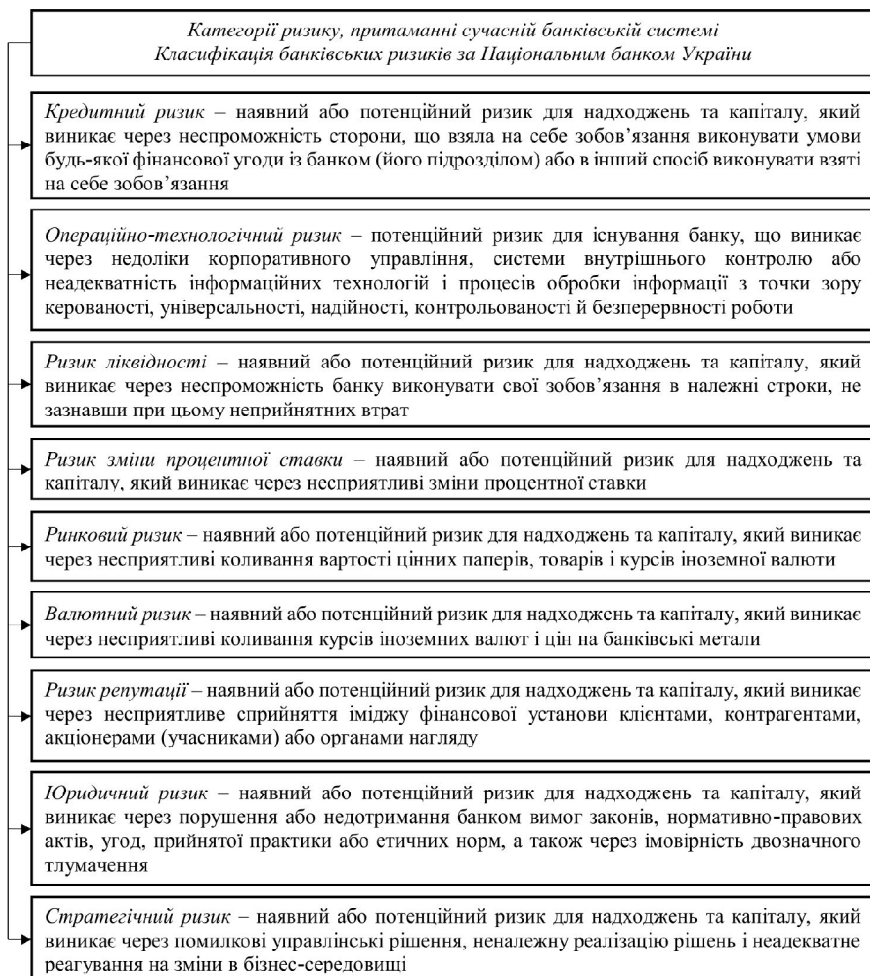 Категорії ризику, притаманні сучасній банківській системі
Класифікація банківських ризиків за Національним банком України
Кредитний ризик – наявний або потенційний ризик для надходжень та капіталу, який
виникає через неспроможність сторони, що взяла на себе зобов’язання виконувати умови
будь-якої фінансової угоди із банком (його підрозділом) або в інший спосіб виконувати взяті
на себе зобов’язання
Операційно-технологічний ризик – потенційний ризик для існування банку, що виникає
через недоліки корпоративного управління, системи внутрішнього контролю або
неадекватність інформаційних технологій і процесів обробки інформації з точки зору
керованості, універсальності, надійності, контрольованості й безперервності роботи
Ризик ліквідності – наявний або потенційний ризик для надходжень та капіталу, який
виникає через неспроможність банку виконувати свої зобов’язання в належні строки, не
зазнавши при цьому неприйнятних втрат
Ризик зміни процентної ставки – наявний або потенційний ризик для надходжень та
капіталу, який виникає через несприятливі зміни процентної ставки
Ринковий ризик – наявний або потенційний ризик для надходжень та капіталу, який виникає
через несприятливі коливання вартості цінних паперів, товарів і курсів іноземної валюти
Валютний ризик – наявний або потенційний ризик для надходжень та капіталу, який виникає
через несприятливі коливання курсів іноземних валют і цін на банківські метали
Ризик репутації – наявний або потенційний ризик для надходжень та капіталу, який виникає
через несприятливе сприйняття іміджу фінансової установи клієнтами, контрагентами,
акціонерами (учасниками) або органами нагляду
Юридичний ризик – наявний або потенційний ризик для надходжень та капіталу, який
виникає через порушення або недотримання банком вимог законів, нормативно-правових
актів, угод, прийнятої практики або етичних норм, а також через імовірність двозначного
тлумачення
Стратегічний ризик – наявний або потенційний ризик для надходжень та капіталу, який
виникає через помилкові управлінські рішення, неналежну реалізацію рішень і неадекватне
реагування на зміни в бізнес-середовищі